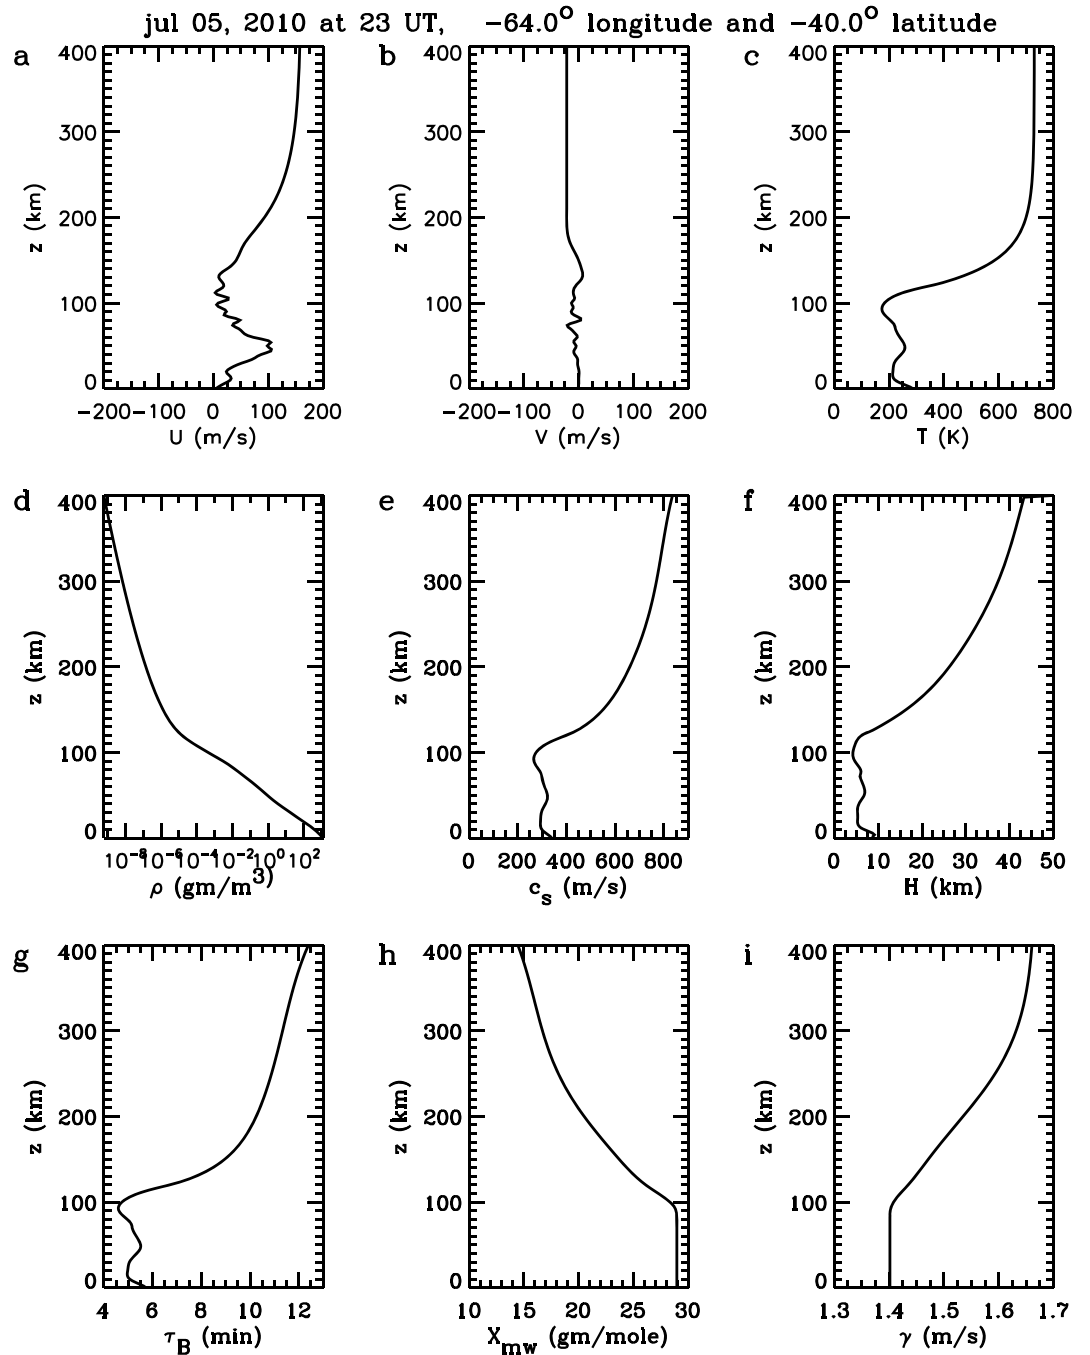 jul 05, 2010 at 23 UT, -64.0° longitude and -40.0° latitude
a b c
400 400 400
300 300 300
200 200 200
100 100 100
0 0 0
z (km) z (km) z (km)
-200 -100 0 100 200 -200 -100 0 100 200 0 200 400 600 800
U (m/s) V (m/s) T (K)
d e f
400 400 400
300 300 300
200 200 200
100 100 100
0 0 0
z (km) z (km) z (km)
10⁻⁸ 10⁻⁶ 10⁻⁴ 10⁻² 10⁰ 10² 0 200 400 600 800 0 10 20 30 40 50
ρ (gm/m³) c_s (m/s) H (km)
g h i
400 400 400
300 300 300
200 200 200
100 100 100
0 0 0
z (km) z (km) z (km)
4 6 8 10 12 10 15 20 25 30 1.3 1.4 1.5 1.6 1.7
τ_B (min) X_mw (gm/mole) γ (m/s)